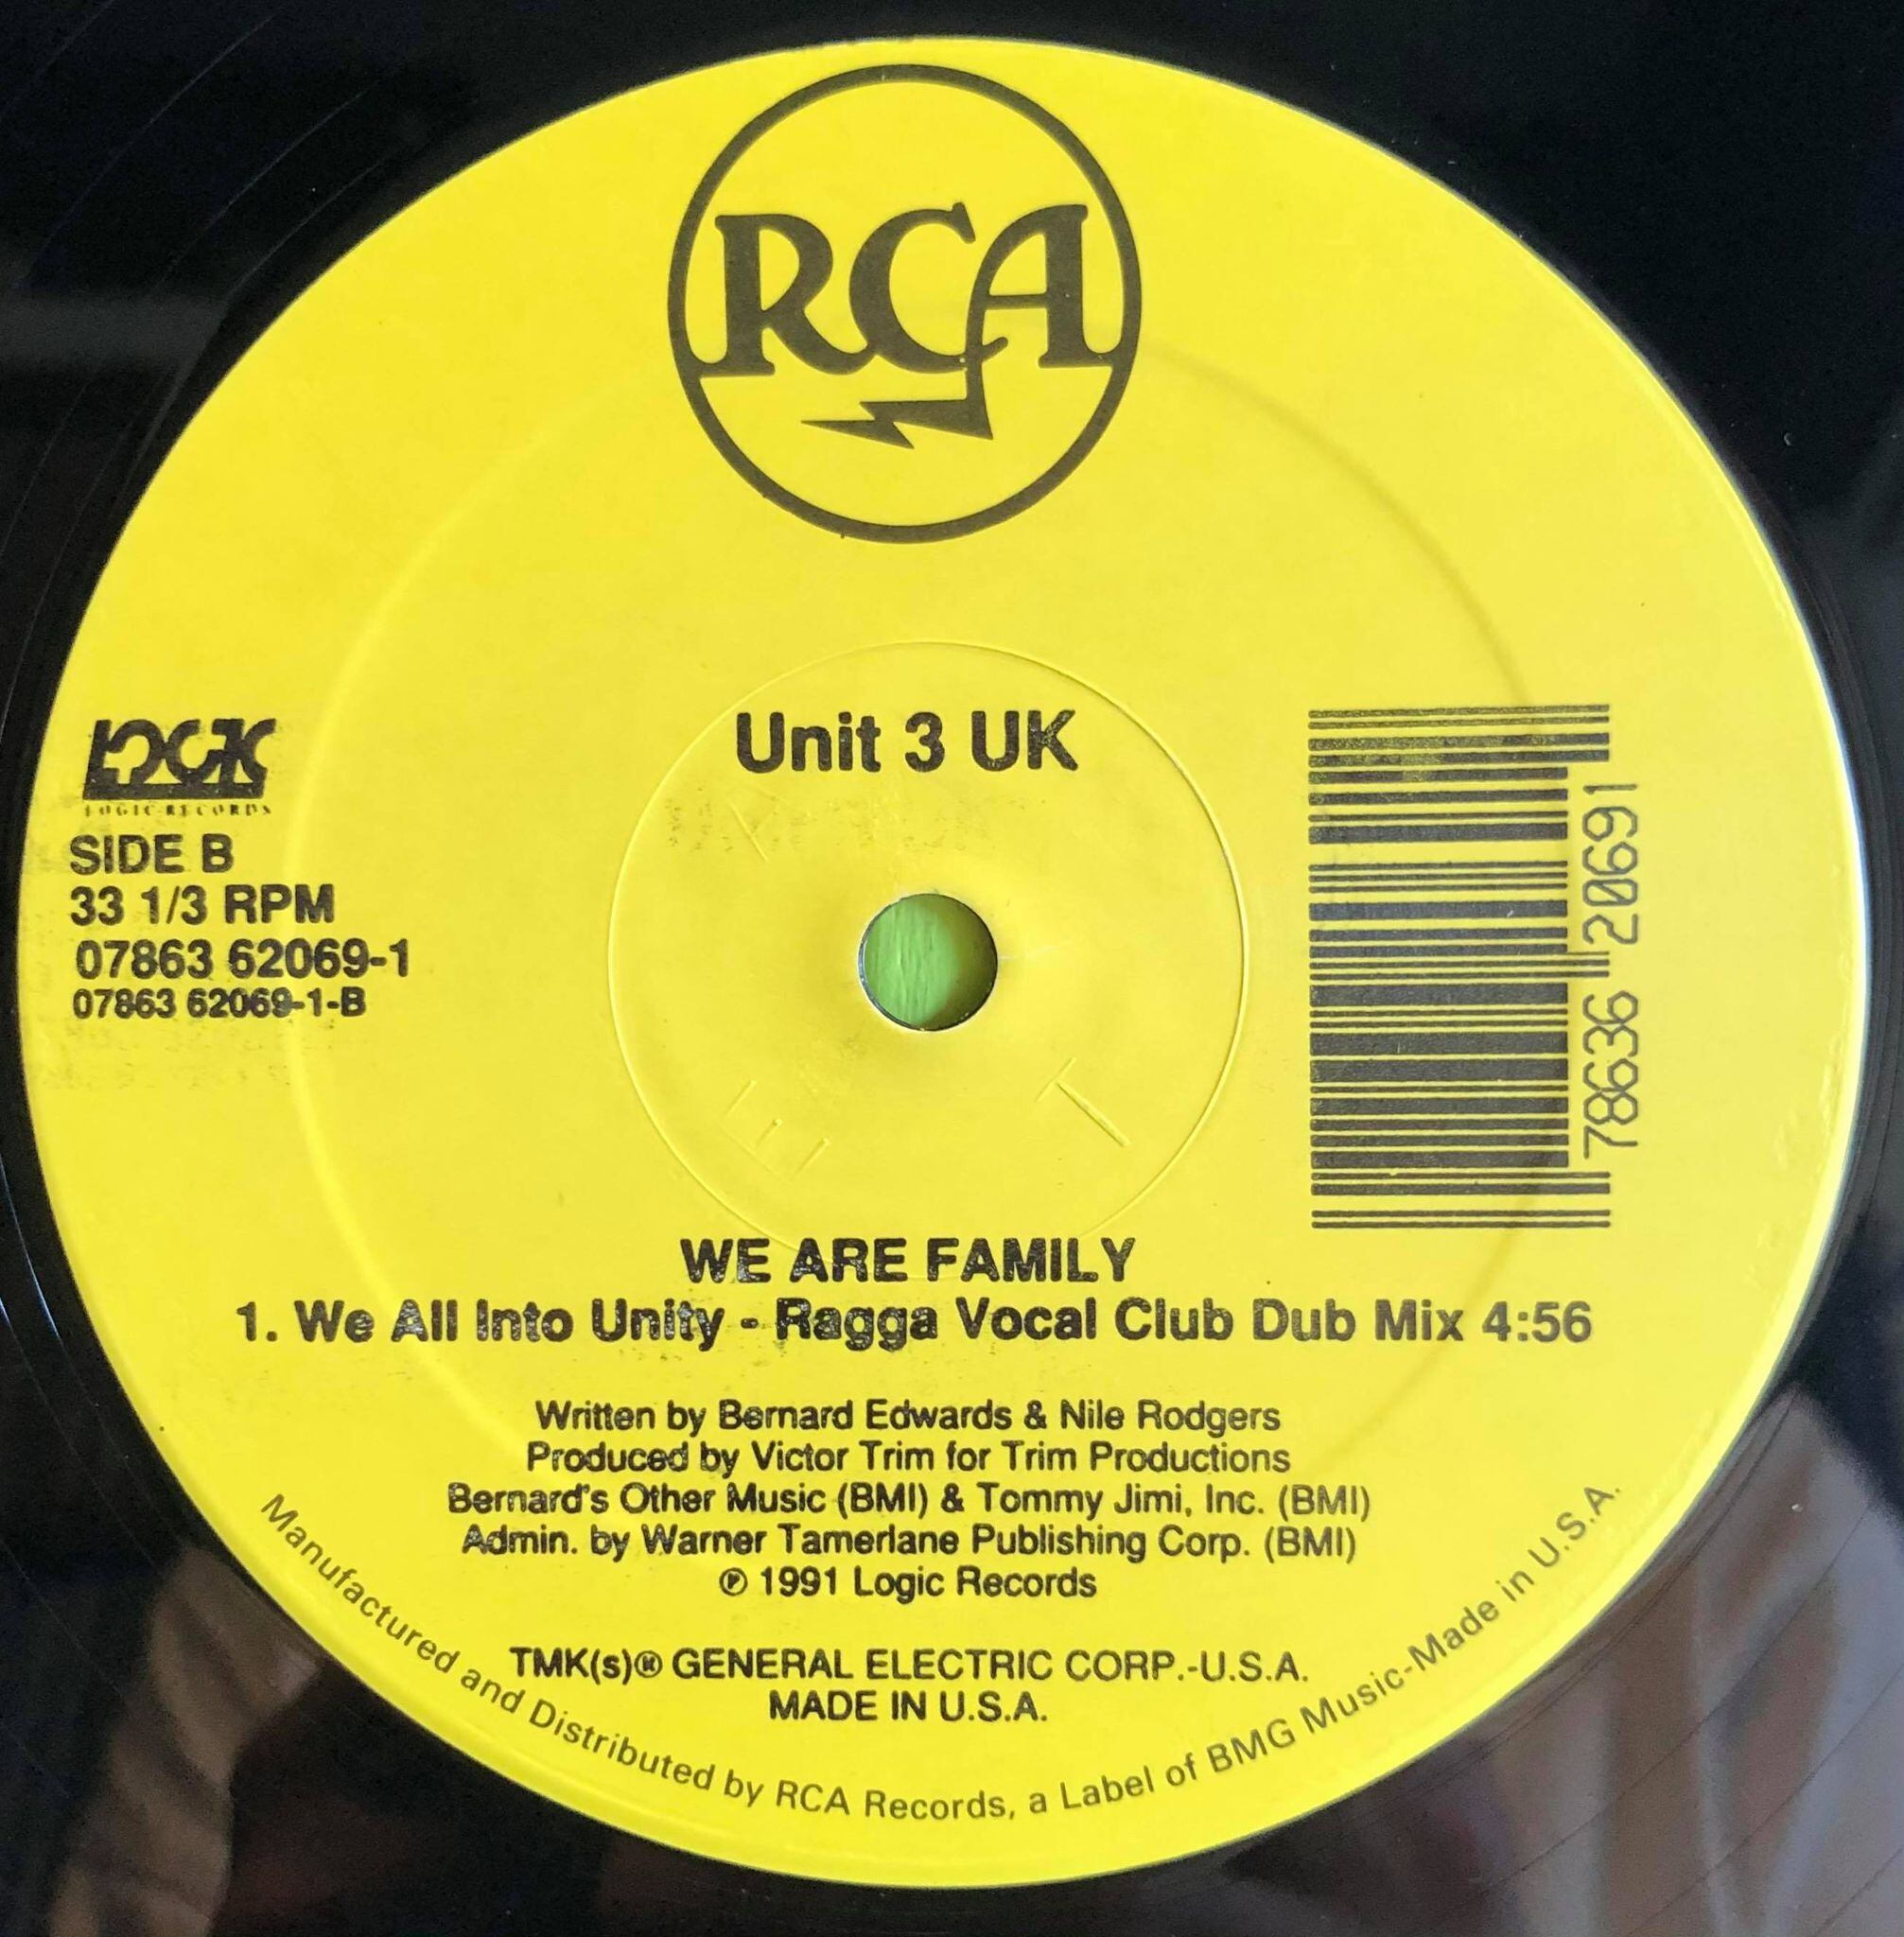 RCA
Unit 3 UK
LOGIC
LOGIC RECORDS
SIDE B
33 1/3 RPM
07863 62069-1
07863 62069-1-B
78636 20691
WE ARE FAMILY
1. We All Into Unity - Ragga Vocal Club Dub Mix 4:56
Written by Bernard Edwards & Nile Rodgers
Produced by Victor Trim for Trim Productions
Bernard's Other Music (BMI) & Tommy Jimi, Inc. (BMI)
Admin. by Warner Tamerlane Publishing Corp. (BMI)
℗ 1991 Logic Records
TMK(s)® GENERAL ELECTRIC CORP.-U.S.A.
MADE IN U.S.A.
Manufactured and Distributed by RCA Records, a Label of BMG Music-Made in U.S.A.